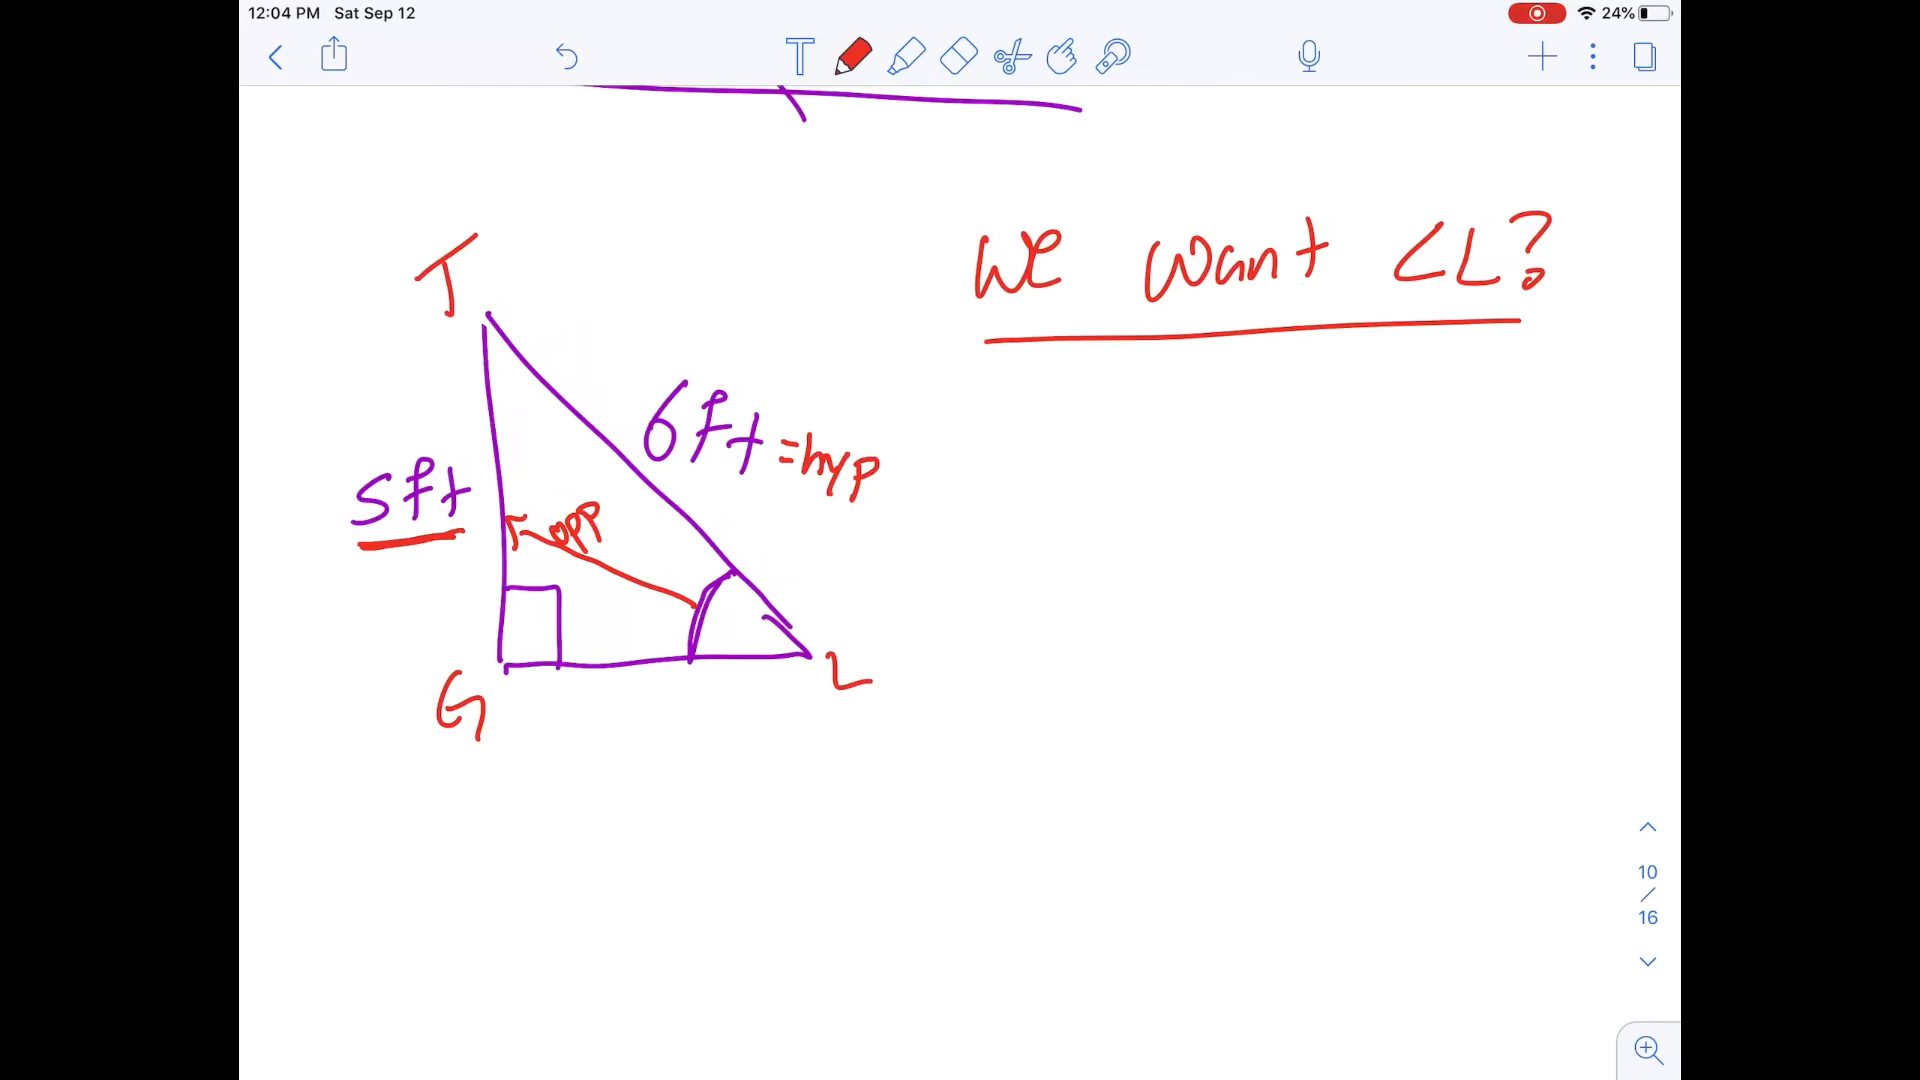 12:04 PM Sat Sep 12
24%
T
T
We want <L?
6ft =hyp
5ft
opp
L
G
10
/
16